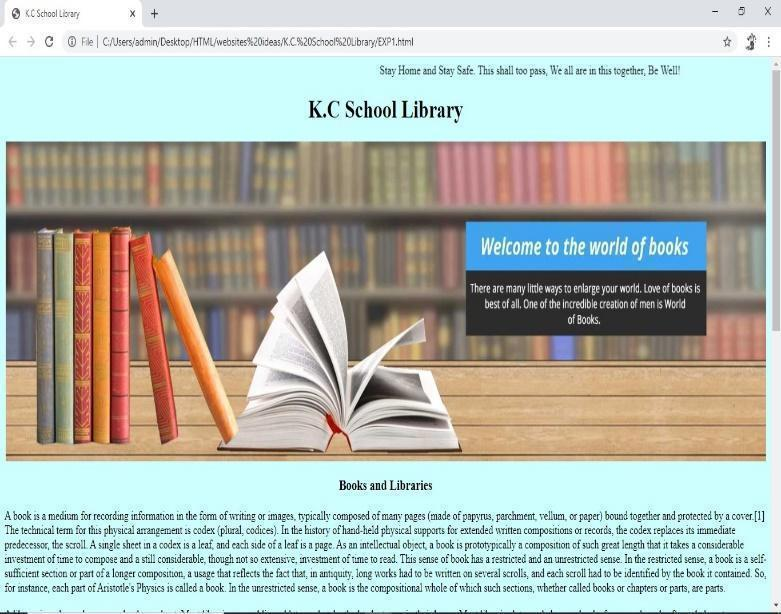 K.C School Library
File C:/Users/admin/Desktop/HTML/websites%20ideas/K.C.%20School%20Library/EXP1.html
Stay Home and Stay Safe. This shall too pass, We all are in this together, Be Well!
K.C School Library
Welcome to the world of books
There are many little ways to enlarge your world. Love of books is
best of all. One of the incredible creation of men is World
of Books.
Books and Libraries
A book is a medium for recording information in the form of writing or images, typically composed of many pages (made of papyrus, parchment, vellum, or paper) bound together and protected by a cover.[1]
The technical term for this physical arrangement is codex (plural, codices). In the history of hand-held physical supports for extended written compositions or records, the codex replaces its immediate
predecessor, the scroll. A single sheet in a codex is a leaf, and each side of a leaf is a page. As an intellectual object, a book is prototypically a composition of such great length that it takes a considerable
investment of time to compose and a still considerable, though not so extensive, investment of time to read. This sense of book has a restricted and an unrestricted sense. In the restricted sense, a book is a self-
sufficient section or part of a longer composition, a usage that reflects the fact that, in antiquity, long works had to be written on several scrolls, and each scroll had to be identified by the book it contained. So,
for instance, each part of Aristotle's Physics is called a book. In the unrestricted sense, a book is the compositional whole of which such sections, whether called books or chapters or parts, are parts.